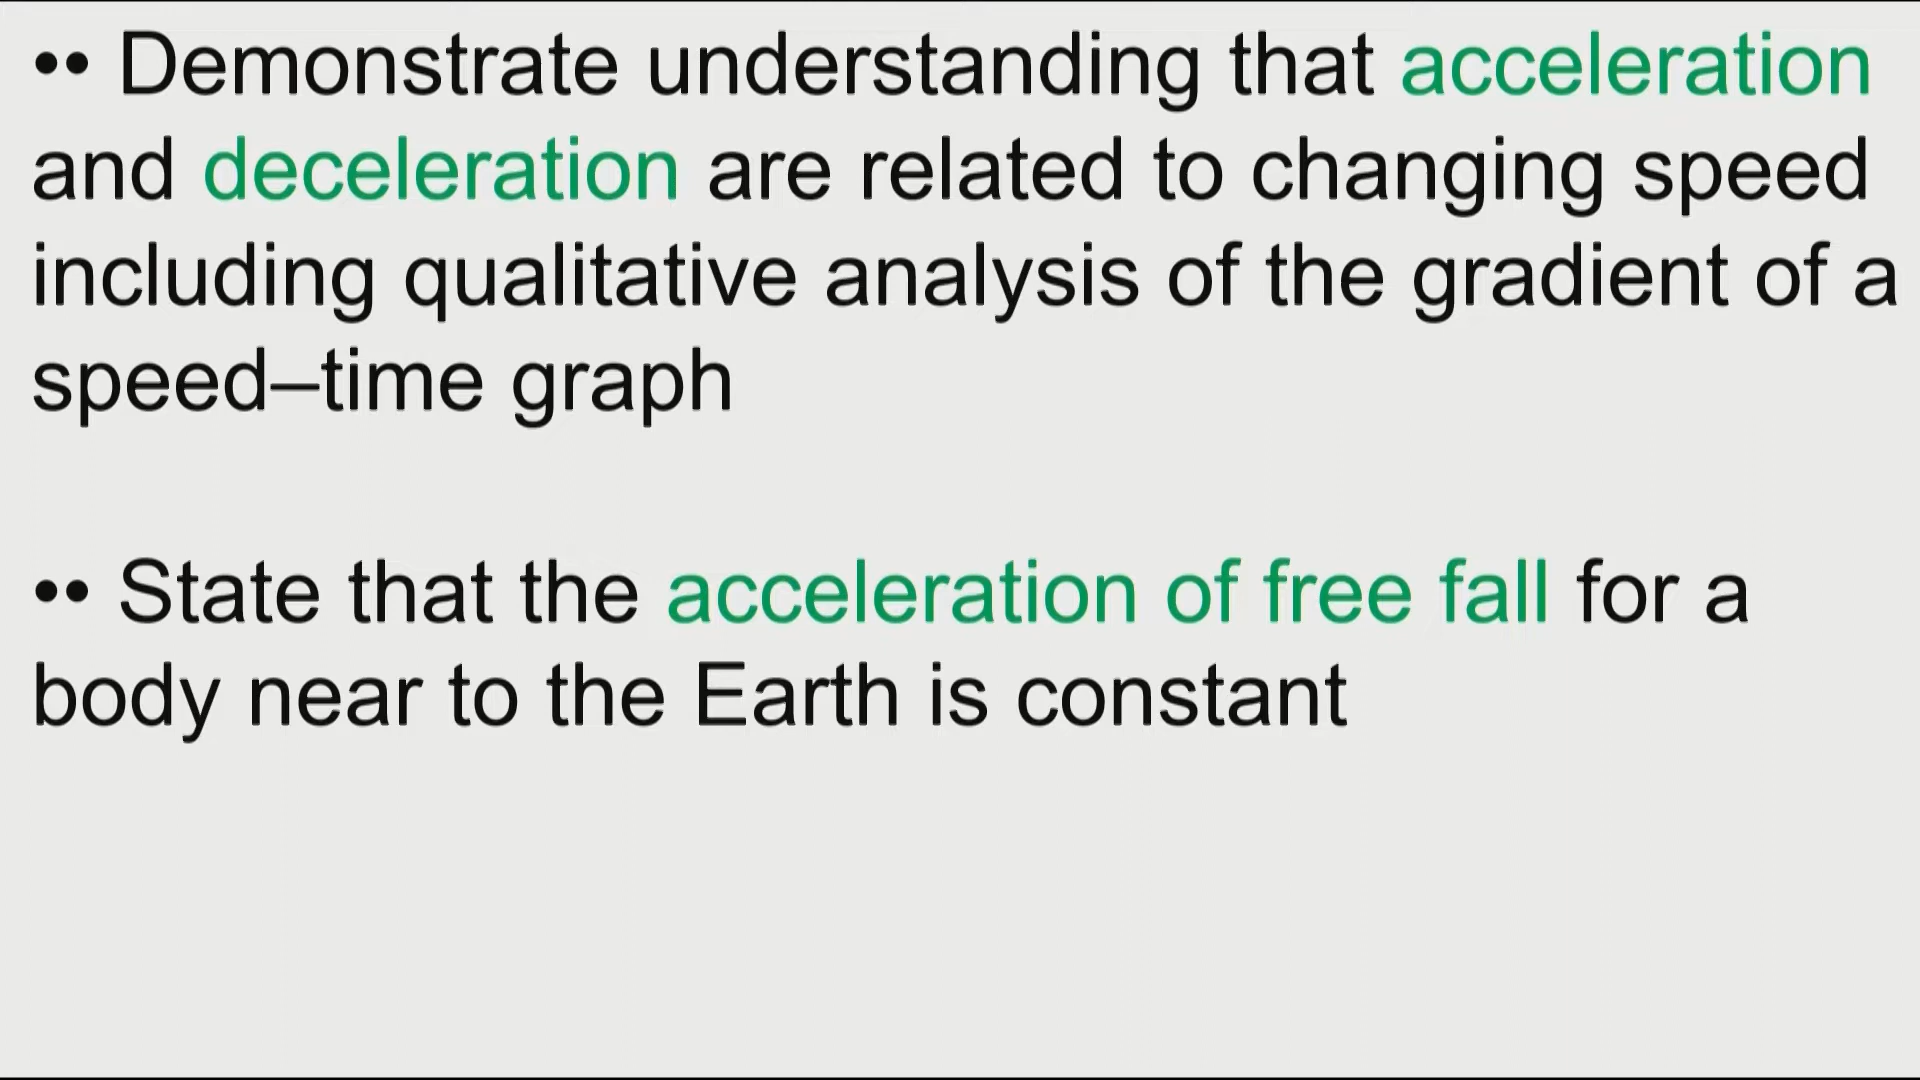 •• Demonstrate understanding that acceleration
and deceleration are related to changing speed
including qualitative analysis of the gradient of a
speed–time graph
•• State that the acceleration of free fall for a
body near to the Earth is constant